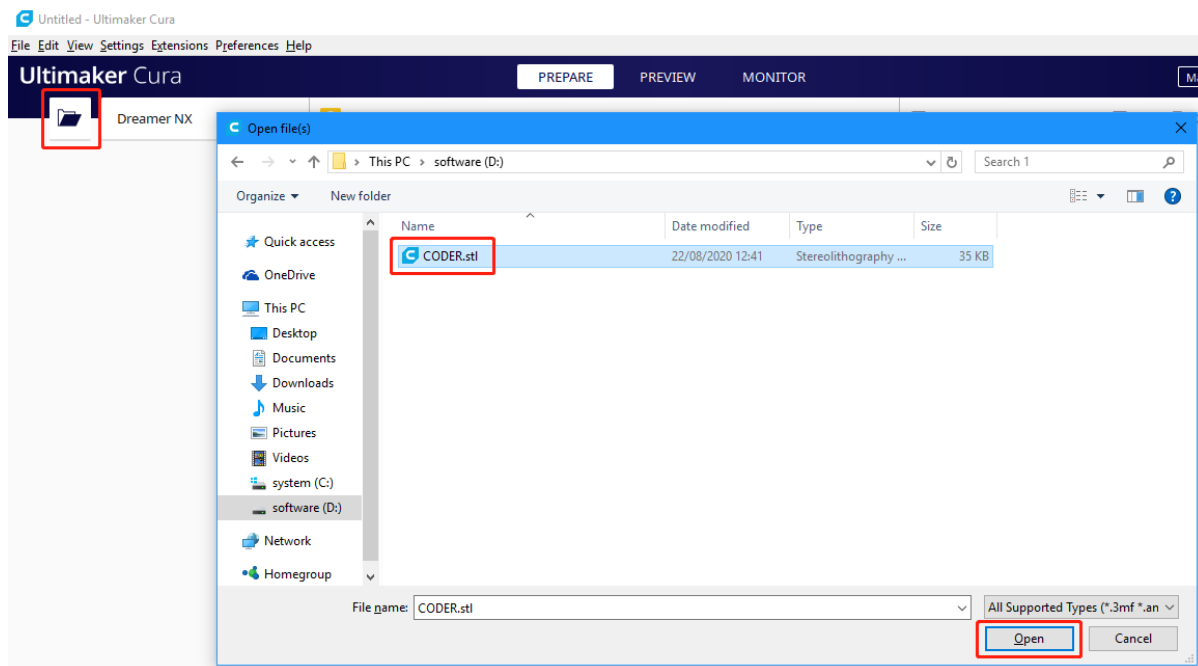 Untitled - Ultimaker Cura
File Edit View Settings Extensions Preferences Help
Ultimaker Cura
PREPARE PREVIEW MONITOR
Dreamer NX
Open file(s)
This PC > software (D:)
Search 1
Organize New folder
Name Date modified Type Size
CODER.stl 22/08/2020 12:41 Stereolithography ... 35 KB
Quick access
OneDrive
This PC
Desktop
Documents
Downloads
Music
Pictures
Videos
system (C:)
software (D:)
Network
Homegroup
File name: CODER.stl
All Supported Types (*.3mf *.an
Open Cancel